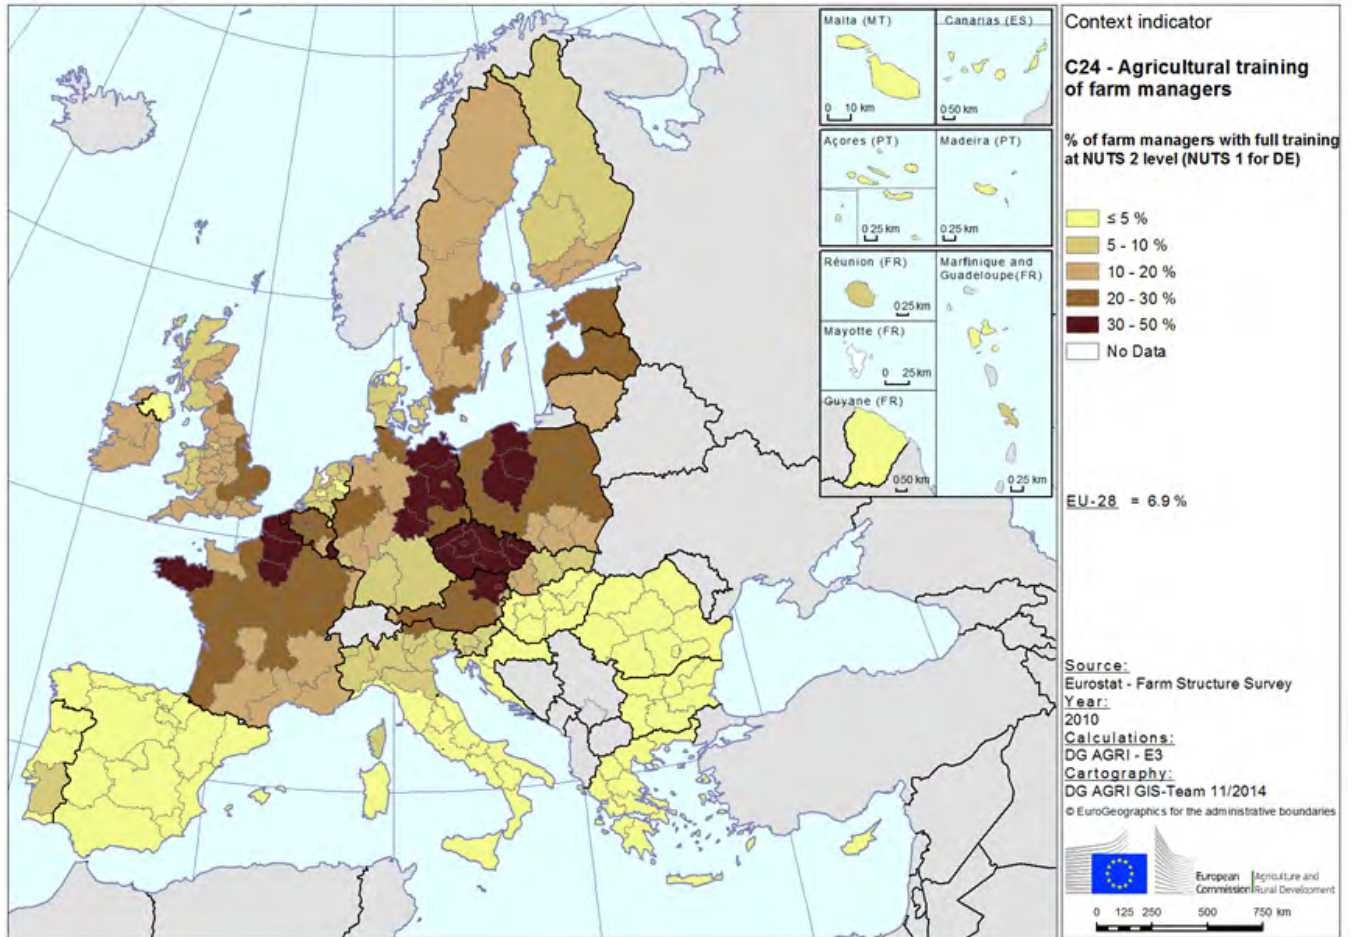 Malta (MT)
0 10 km
Canarias (ES)
0 50 km
Açores (PT)
0 25 km
Madeira (PT)
0 25 km
Réunion (FR)
0 25 km
Martinique and
Guadeloupe(FR)
0 25 km
Mayotte (FR)
0 25 km
Guyane (FR)
0 50 km
Context indicator
C24 - Agricultural training
of farm managers
% of farm managers with full training
at NUTS 2 level (NUTS 1 for DE)
≤ 5 %
5 - 10 %
10 - 20 %
20 - 30 %
30 - 50 %
No Data
EU-28 = 6.9 %
Source:
Eurostat - Farm Structure Survey
Year:
2010
Calculations:
DG AGRI - E3
Cartography:
DG AGRI GIS-Team 11/2014
© EuroGeographics for the administrative boundaries
European
Commission
Agriculture and
Rural Development
0 125 250 500 750 km